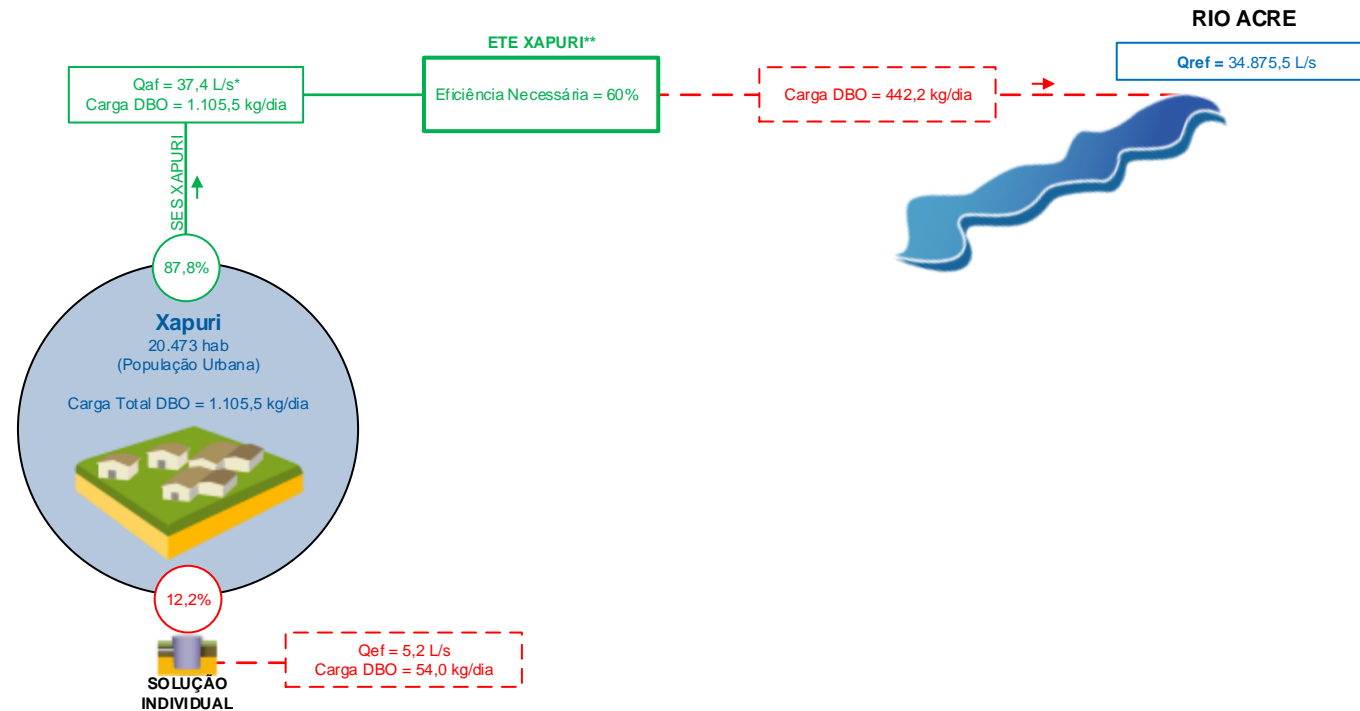 RIO ACRE
Qref = 34.875,5 L/s
ETE XAPURI**
Qaf = 37,4 L/s*
Carga DBO = 1.105,5 kg/dia
Eficiência Necessária = 60%
Carga DBO = 442,2 kg/dia
SES XAPURI
87,8%
Xapuri
20.473 hab
(População Urbana)
Carga Total DBO = 1.105,5 kg/dia
12,2%
Qef = 5,2 L/s
Carga DBO = 54,0 kg/dia
SOLUÇÃO
INDIVIDUAL